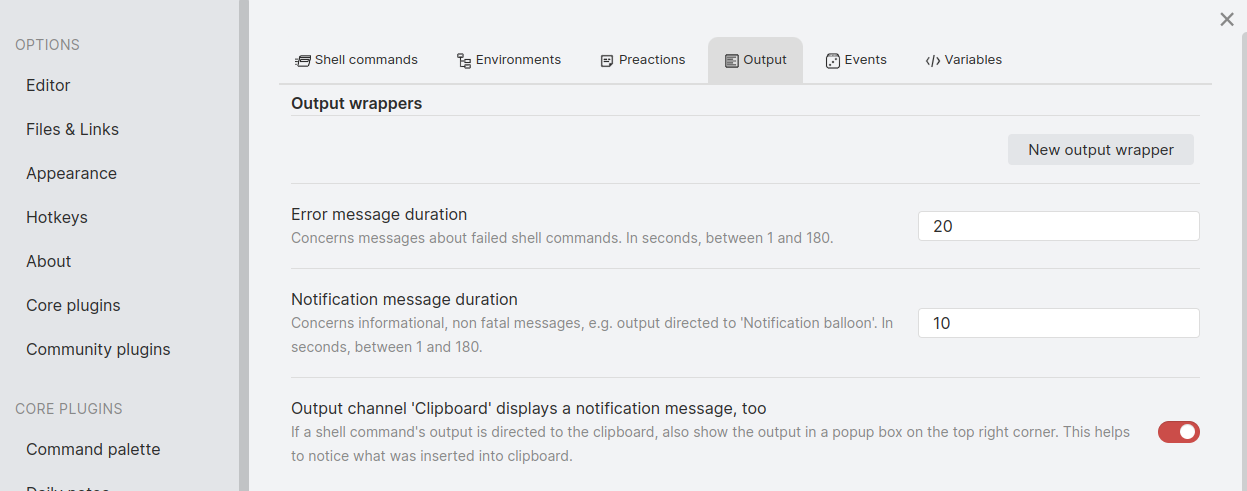 OPTIONS
Editor
Files & Links
Appearance
Hotkeys
About
Core plugins
Community plugins
CORE PLUGINS
Command palette
Daily notes
Shell commands
Environments
Preactions
Output
Events
Variables
Output wrappers
New output wrapper
Error message duration
Concerns messages about failed shell commands. In seconds, between 1 and 180.
20
Notification message duration
Concerns informational, non fatal messages, e.g. output directed to 'Notification balloon'. In
seconds, between 1 and 180.
10
Output channel 'Clipboard' displays a notification message, too
If a shell command's output is directed to the clipboard, also show the output in a popup box on the top right corner. This helps
to notice what was inserted into clipboard.